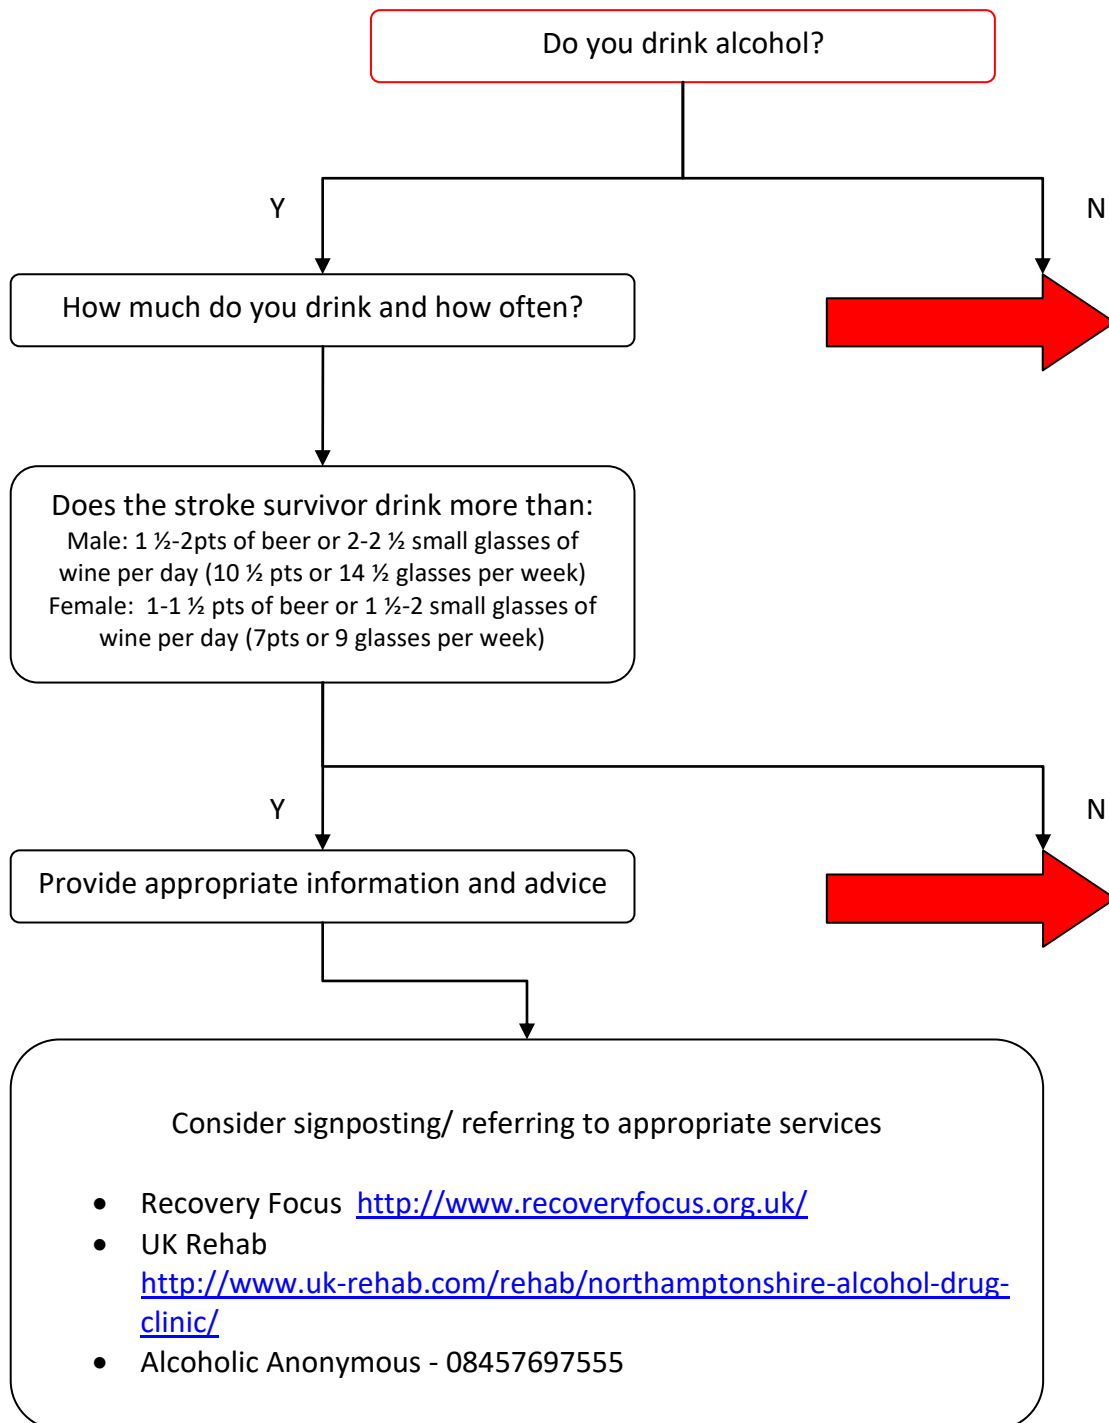 Do you drink alcohol?
Y
N
How much do you drink and how often?
Does the stroke survivor drink more than:
Male: 1 ½-2pts of beer or 2-2 ½ small glasses of
wine per day (10 ½ pts or 14 ½ glasses per week)
Female:  1-1 ½ pts of beer or 1 ½-2 small glasses of
wine per day (7pts or 9 glasses per week)
Y
N
Provide appropriate information and advice
Consider signposting/ referring to appropriate services
• Recovery Focus  http://www.recoveryfocus.org.uk/
• UK Rehab
http://www.uk-rehab.com/rehab/northamptonshire-alcohol-drug-
clinic/
• Alcoholic Anonymous - 08457697555